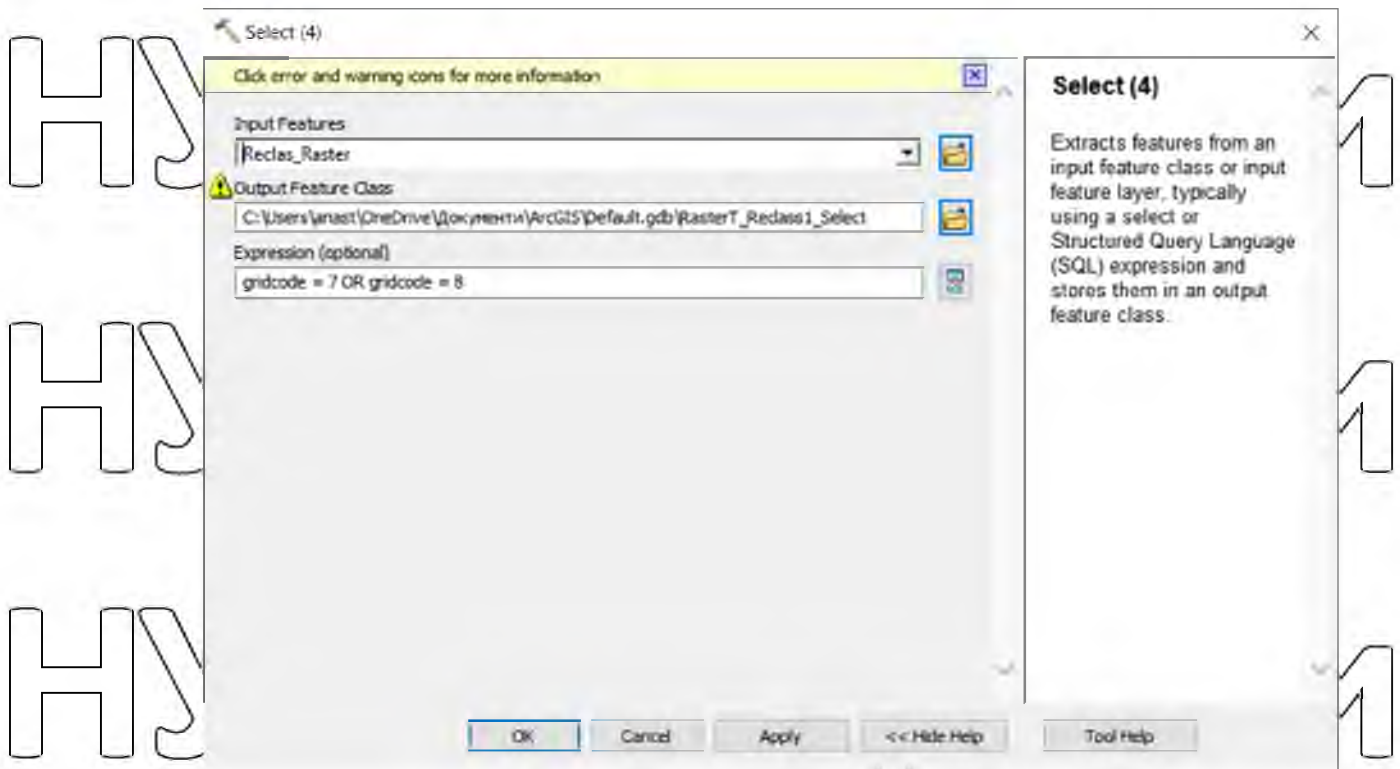 Select (4)
Click error and warning icons for more information
Input Features
Reclas_Raster
Output Feature Class
C:\Users\anast\OneDrive\Документи\ArcGIS\Default.gdb\RasterT_Reclass1_Select
Expression (optional)
gridcode = 7 OR gridcode = 8
OK
Cancel
Apply
<< Hide Help
Select (4)
Extracts features from an
input feature class or input
feature layer, typically
using a select or
Structured Query Language
(SQL) expression and
stores them in an output
feature class.
Tool Help